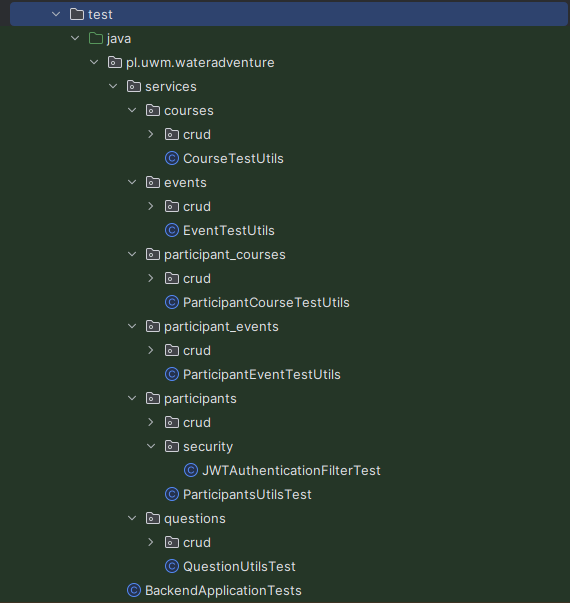 test
java
pl.uwm.wateradventure
services
courses
crud
CourseTestUtils
events
crud
EventTestUtils
participant_courses
crud
ParticipantCourseTestUtils
participant_events
crud
ParticipantEventTestUtils
participants
crud
security
JWTAuthenticationFilterTest
ParticipantsUtilsTest
questions
crud
QuestionUtilsTest
BackendApplicationTests